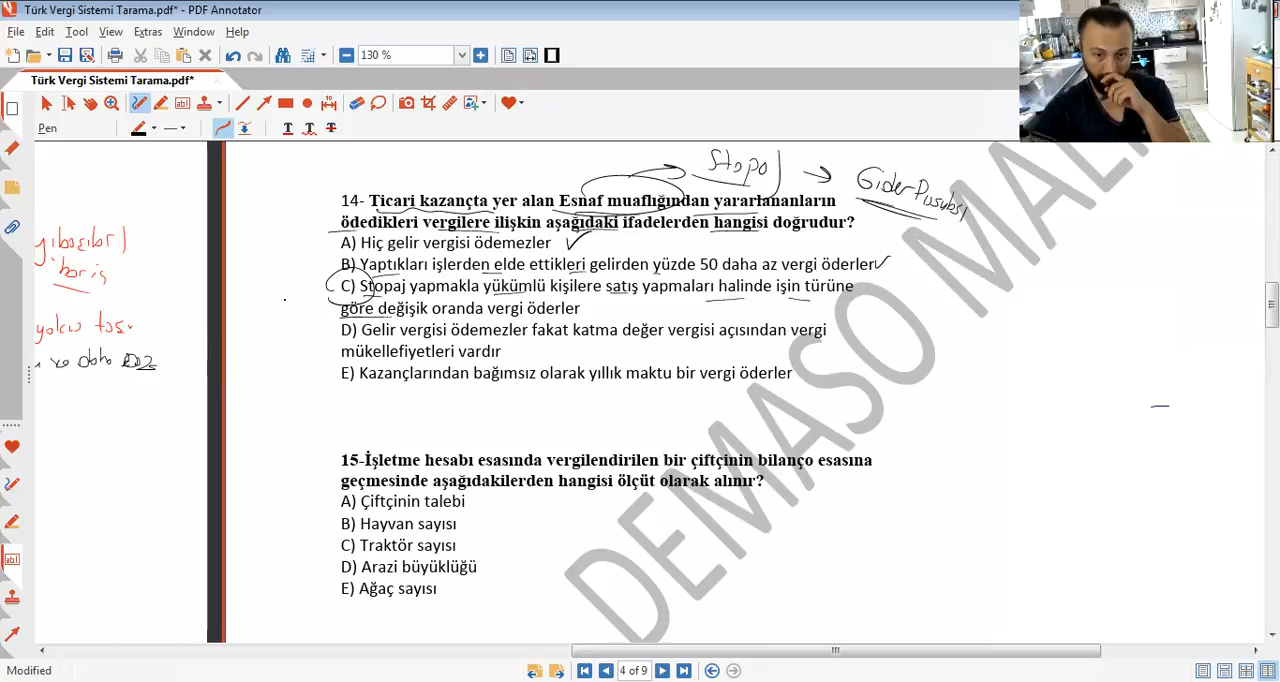 Türk Vergi Sistemi Tarama.pdf* - PDF Annotator
File Edit Tool View Extras Window Help
130 %
Türk Vergi Sistemi Tarama.pdf*
Pen
Stopaj → Gider Pusulası
14- Ticari kazançta yer alan Esnaf muaflığından yararlananların
ödedikleri vergilere ilişkin aşağıdaki ifadelerden hangisi doğrudur?
A) Hiç gelir vergisi ödemezler
B) Yaptıkları işlerden elde ettikleri gelirden yüzde 50 daha az vergi öderler
C) Stopaj yapmakla yükümlü kişilere satış yapmaları halinde işin türüne
göre değişik oranda vergi öderler
D) Gelir vergisi ödemezler fakat katma değer vergisi açısından vergi
mükellefiyetleri vardır
E) Kazançlarından bağımsız olarak yıllık maktu bir vergi öderler
hariç
ve daha
15-İşletme hesabı esasında vergilendirilen bir çiftçinin bilanço esasına
geçmesinde aşağıdakilerden hangisi ölçüt olarak alınır?
A) Çiftçinin talebi
B) Hayvan sayısı
C) Traktör sayısı
D) Arazi büyüklüğü
E) Ağaç sayısı
DEMASO MALİ
Modified
4 of 9